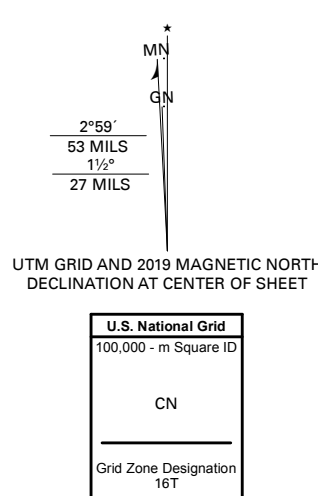 MN
GN
2°59´
53 MILS
1½°
27 MILS
UTM GRID AND 2019 MAGNETIC NORTH
DECLINATION AT CENTER OF SHEET
U.S. National Grid
100,000 - m Square ID
CN
Grid Zone Designation
16T